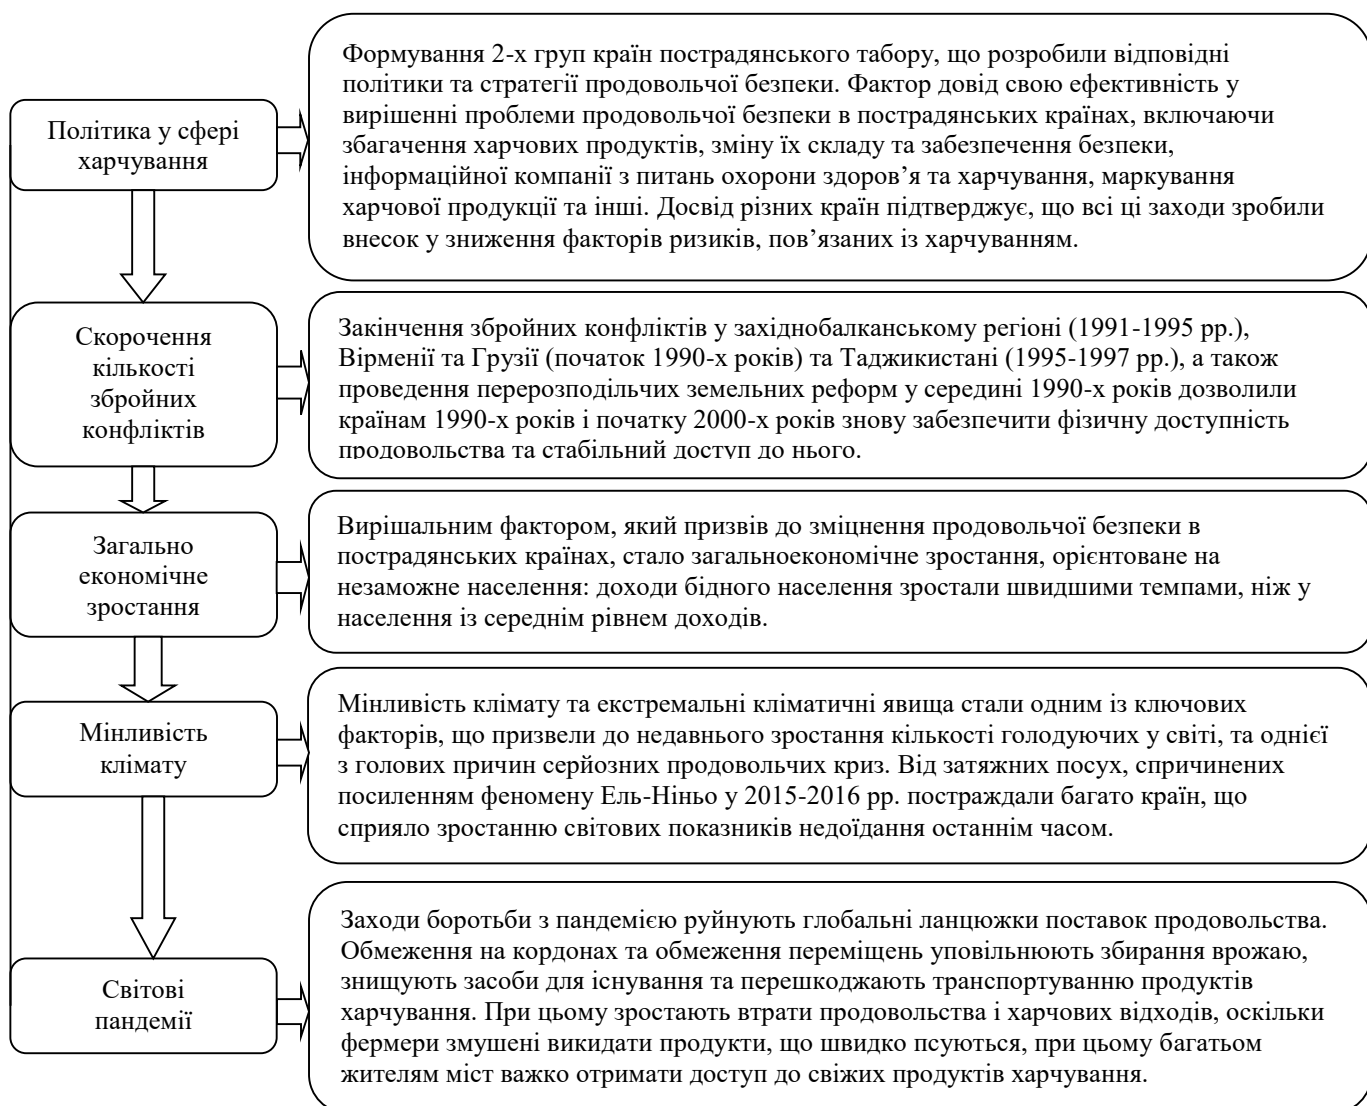 Політика у сфері
харчування
Формування 2-х груп країн пострадянського табору, що розробили відповідні
політики та стратегії продовольчої безпеки. Фактор довід свою ефективність у
вирішенні проблеми продовольчої безпеки в пострадянських країнах, включаючи
збагачення харчових продуктів, зміну їх складу та забезпечення безпеки,
інформаційної компанії з питань охорони здоров’я та харчування, маркування
харчової продукції та інші. Досвід різних країн підтверджує, що всі ці заходи зробили
внесок у зниження факторів ризиків, пов’язаних із харчуванням.
Скорочення
кількості
збройних
конфліктів
Закінчення збройних конфліктів у західнобалканському регіоні (1991-1995 рр.),
Вірменії та Грузії (початок 1990-х років) та Таджикистані (1995-1997 рр.), а також
проведення перерозподільчих земельних реформ у середині 1990-х років дозволили
країнам 1990-х років і початку 2000-х років знову забезпечити фізичну доступність
продовольства та стабільний доступ до нього.
Загально
економічне
зростання
Вирішальним фактором, який призвів до зміцнення продовольчої безпеки в
пострадянських країнах, стало загальноекономічне зростання, орієнтоване на
незаможне населення: доходи бідного населення зростали швидшими темпами, ніж у
населення із середнім рівнем доходів.
Мінливість
клімату
Мінливість клімату та екстремальні кліматичні явища стали одним із ключових
факторів, що призвели до недавнього зростання кількості голодуючих у світі, та однієї
з голових причин серйозних продовольчих криз. Від затяжних посух, спричинених
посиленням феномену Ель-Ніньо у 2015-2016 рр. постраждали багато країн, що
сприяло зростанню світових показників недоїдання останнім часом.
Світові
пандемії
Заходи боротьби з пандемією руйнують глобальні ланцюжки поставок продовольства.
Обмеження на кордонах та обмеження переміщень уповільнюють збирання врожаю,
знищують засоби для існування та перешкоджають транспортуванню продуктів
харчування. При цьому зростають втрати продовольства і харчових відходів, оскільки
фермери змушені викидати продукти, що швидко псуються, при цьому багатьом
жителям міст важко отримати доступ до свіжих продуктів харчування.